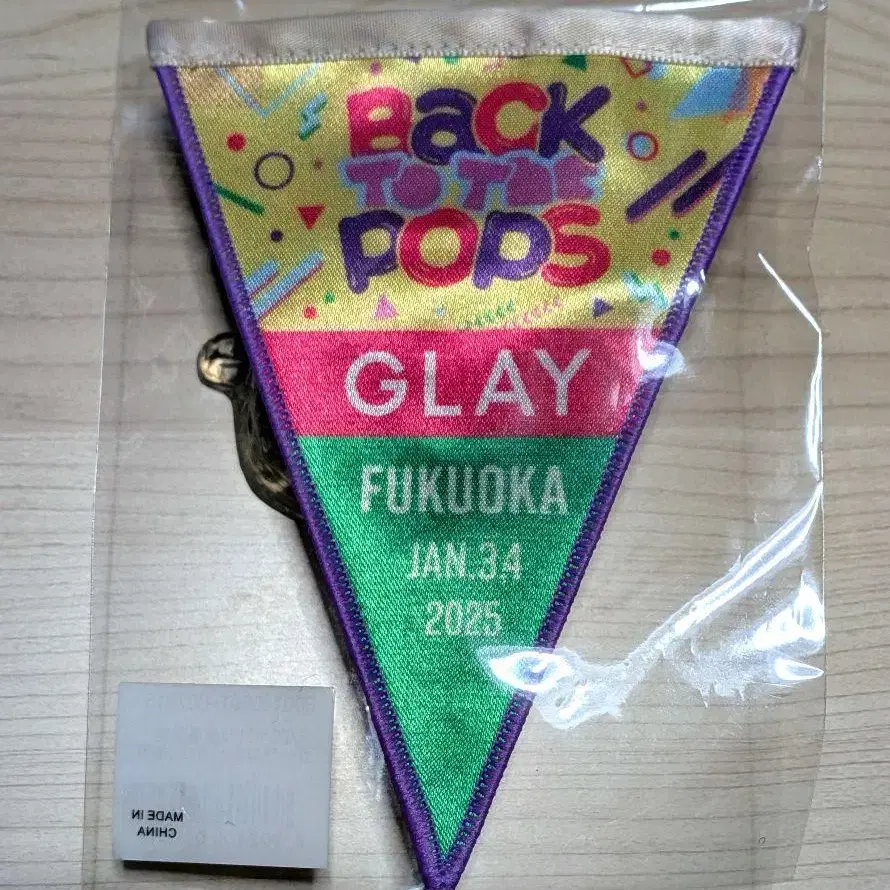 BACK
TO THE
POPS
GLAY
FUKUOKA
JAN.3.4
2025
MADE IN
CHINA